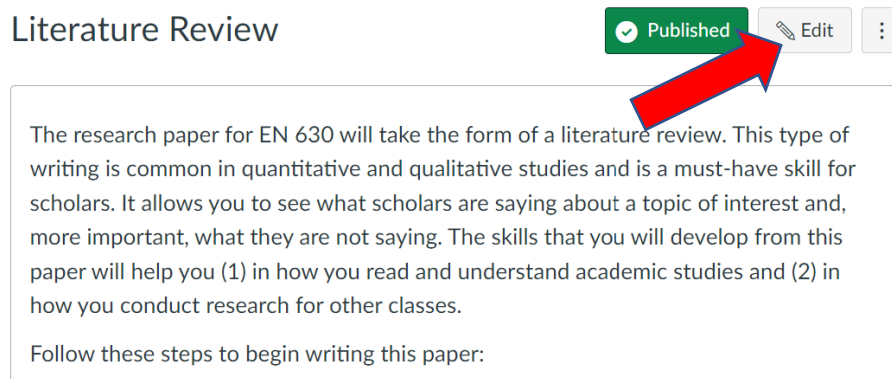 Literature Review
Published
Edit
The research paper for EN 630 will take the form of a literature review. This type of
writing is common in quantitative and qualitative studies and is a must-have skill for
scholars. It allows you to see what scholars are saying about a topic of interest and,
more important, what they are not saying. The skills that you will develop from this
paper will help you (1) in how you read and understand academic studies and (2) in
how you conduct research for other classes.
Follow these steps to begin writing this paper: